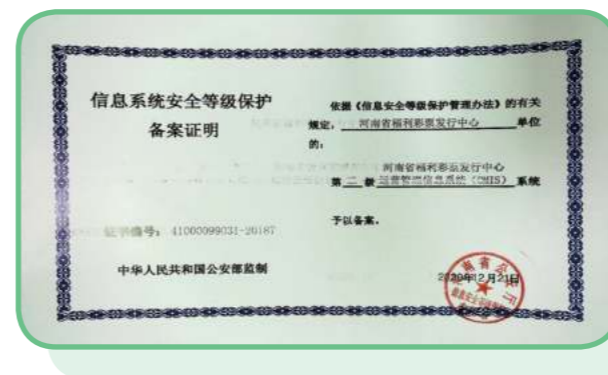 信息系统安全等级保护
备案证明
证书编号：41000099031-20187
中华人民共和国公安部监制
依据《信息安全等级保护管理办法》的有关
规定，河南省福利彩票发行中心单位
的：
河南省福利彩票发行中心
第二级运营管理信息系统（OMIS）系统
予以备案。
2020年12月21日